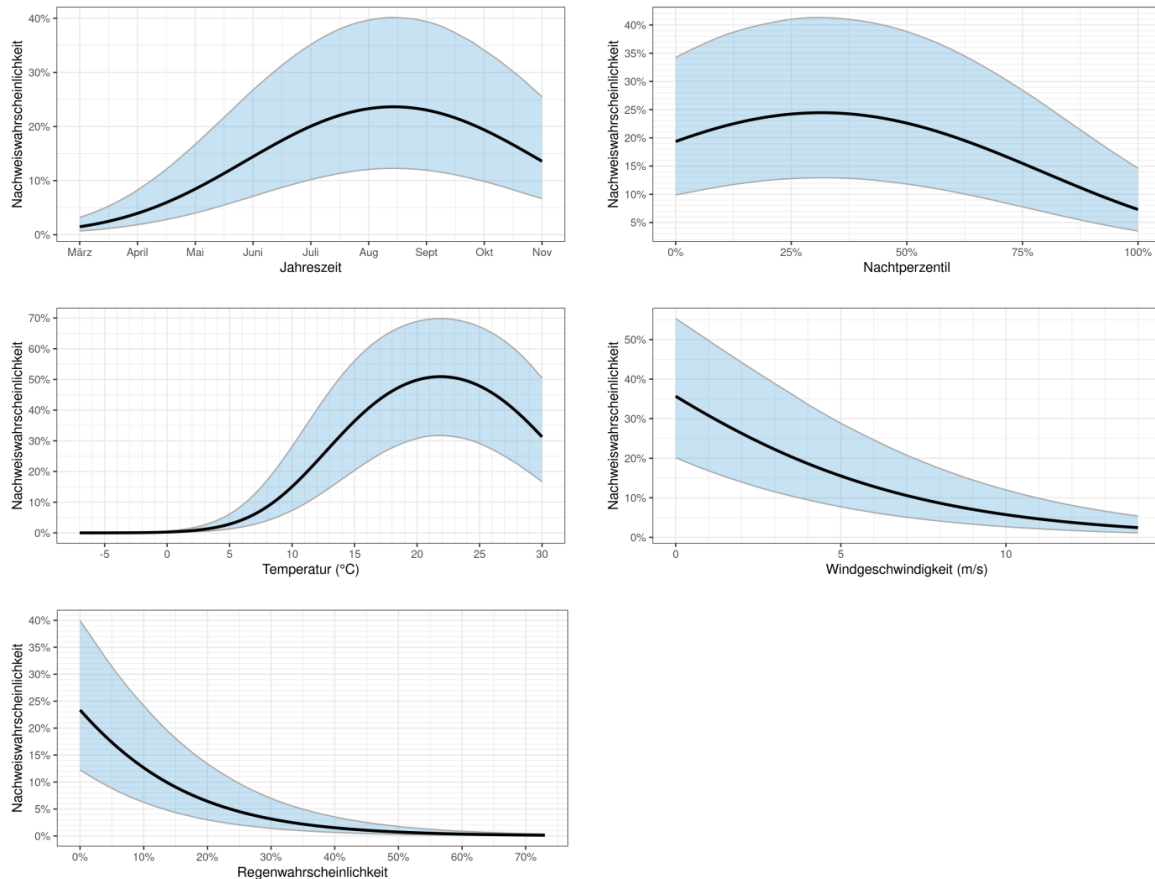 Nachweiswahrscheinlichkeit
40%
30%
20%
10%
0%
März April Mai Juni Juli Aug Sept Okt Nov
Jahreszeit
Nachweiswahrscheinlichkeit
40%
35%
30%
25%
20%
15%
10%
5%
0% 25% 50% 75% 100%
Nachtperzentil
Nachweiswahrscheinlichkeit
70%
60%
50%
40%
30%
20%
10%
0%
-5 0 5 10 15 20 25 30
Temperatur (°C)
Nachweiswahrscheinlichkeit
50%
40%
30%
20%
10%
0%
0 5 10
Windgeschwindigkeit (m/s)
Nachweiswahrscheinlichkeit
40%
35%
30%
25%
20%
15%
10%
5%
0%
0% 10% 20% 30% 40% 50% 60% 70%
Regenwahrscheinlichkeit